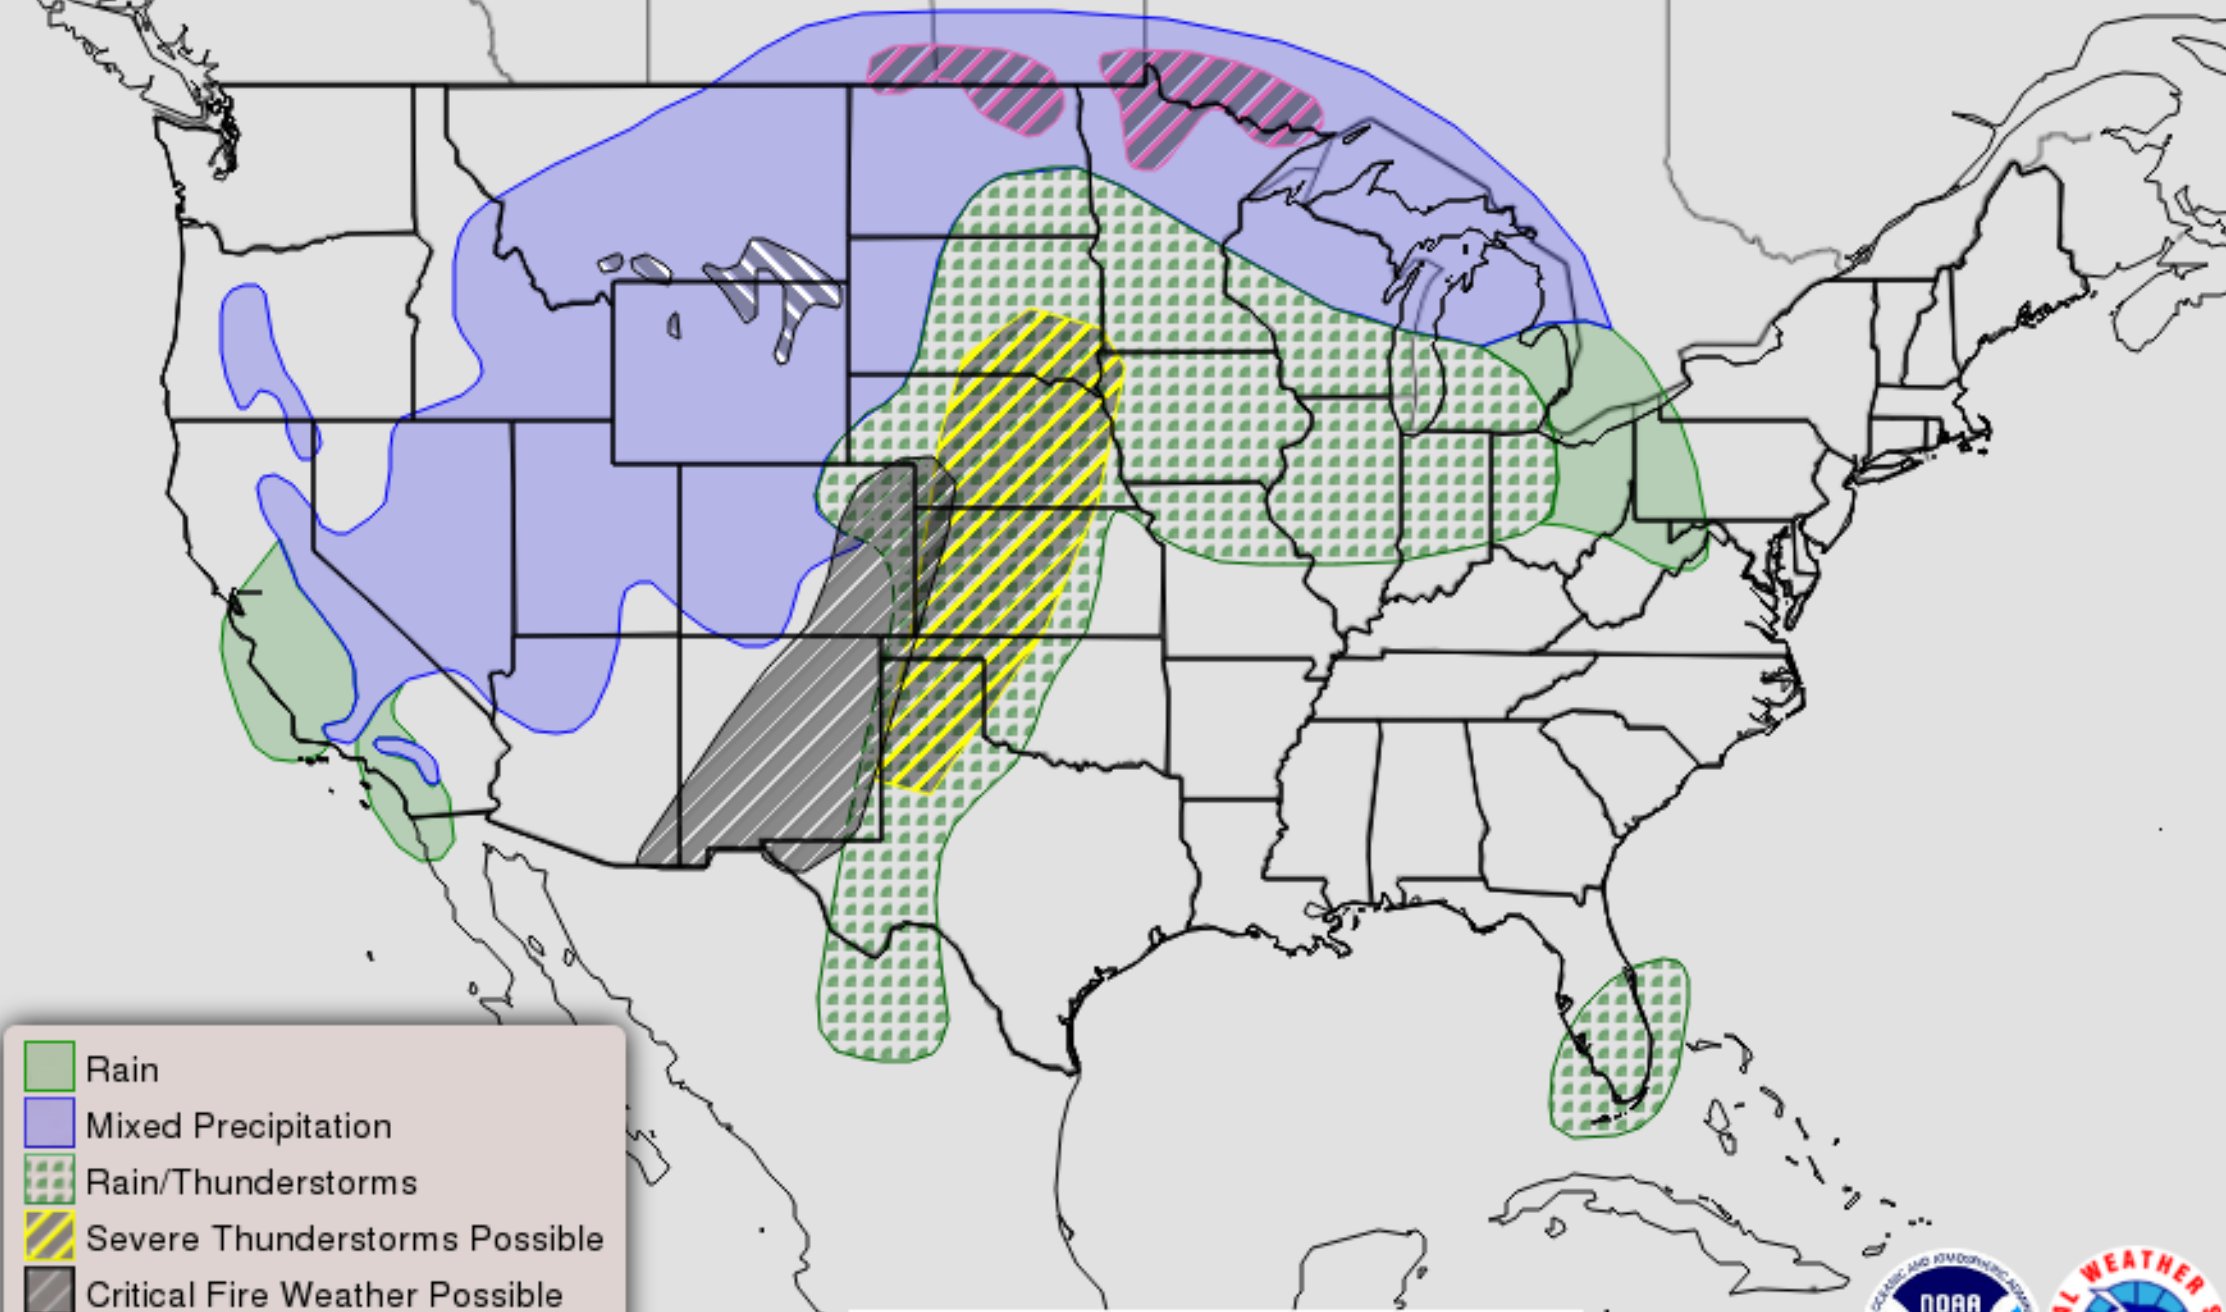 Rain
Mixed Precipitation
Rain/Thunderstorms
Severe Thunderstorms Possible
Critical Fire Weather Possible
NOAA
WEATHER